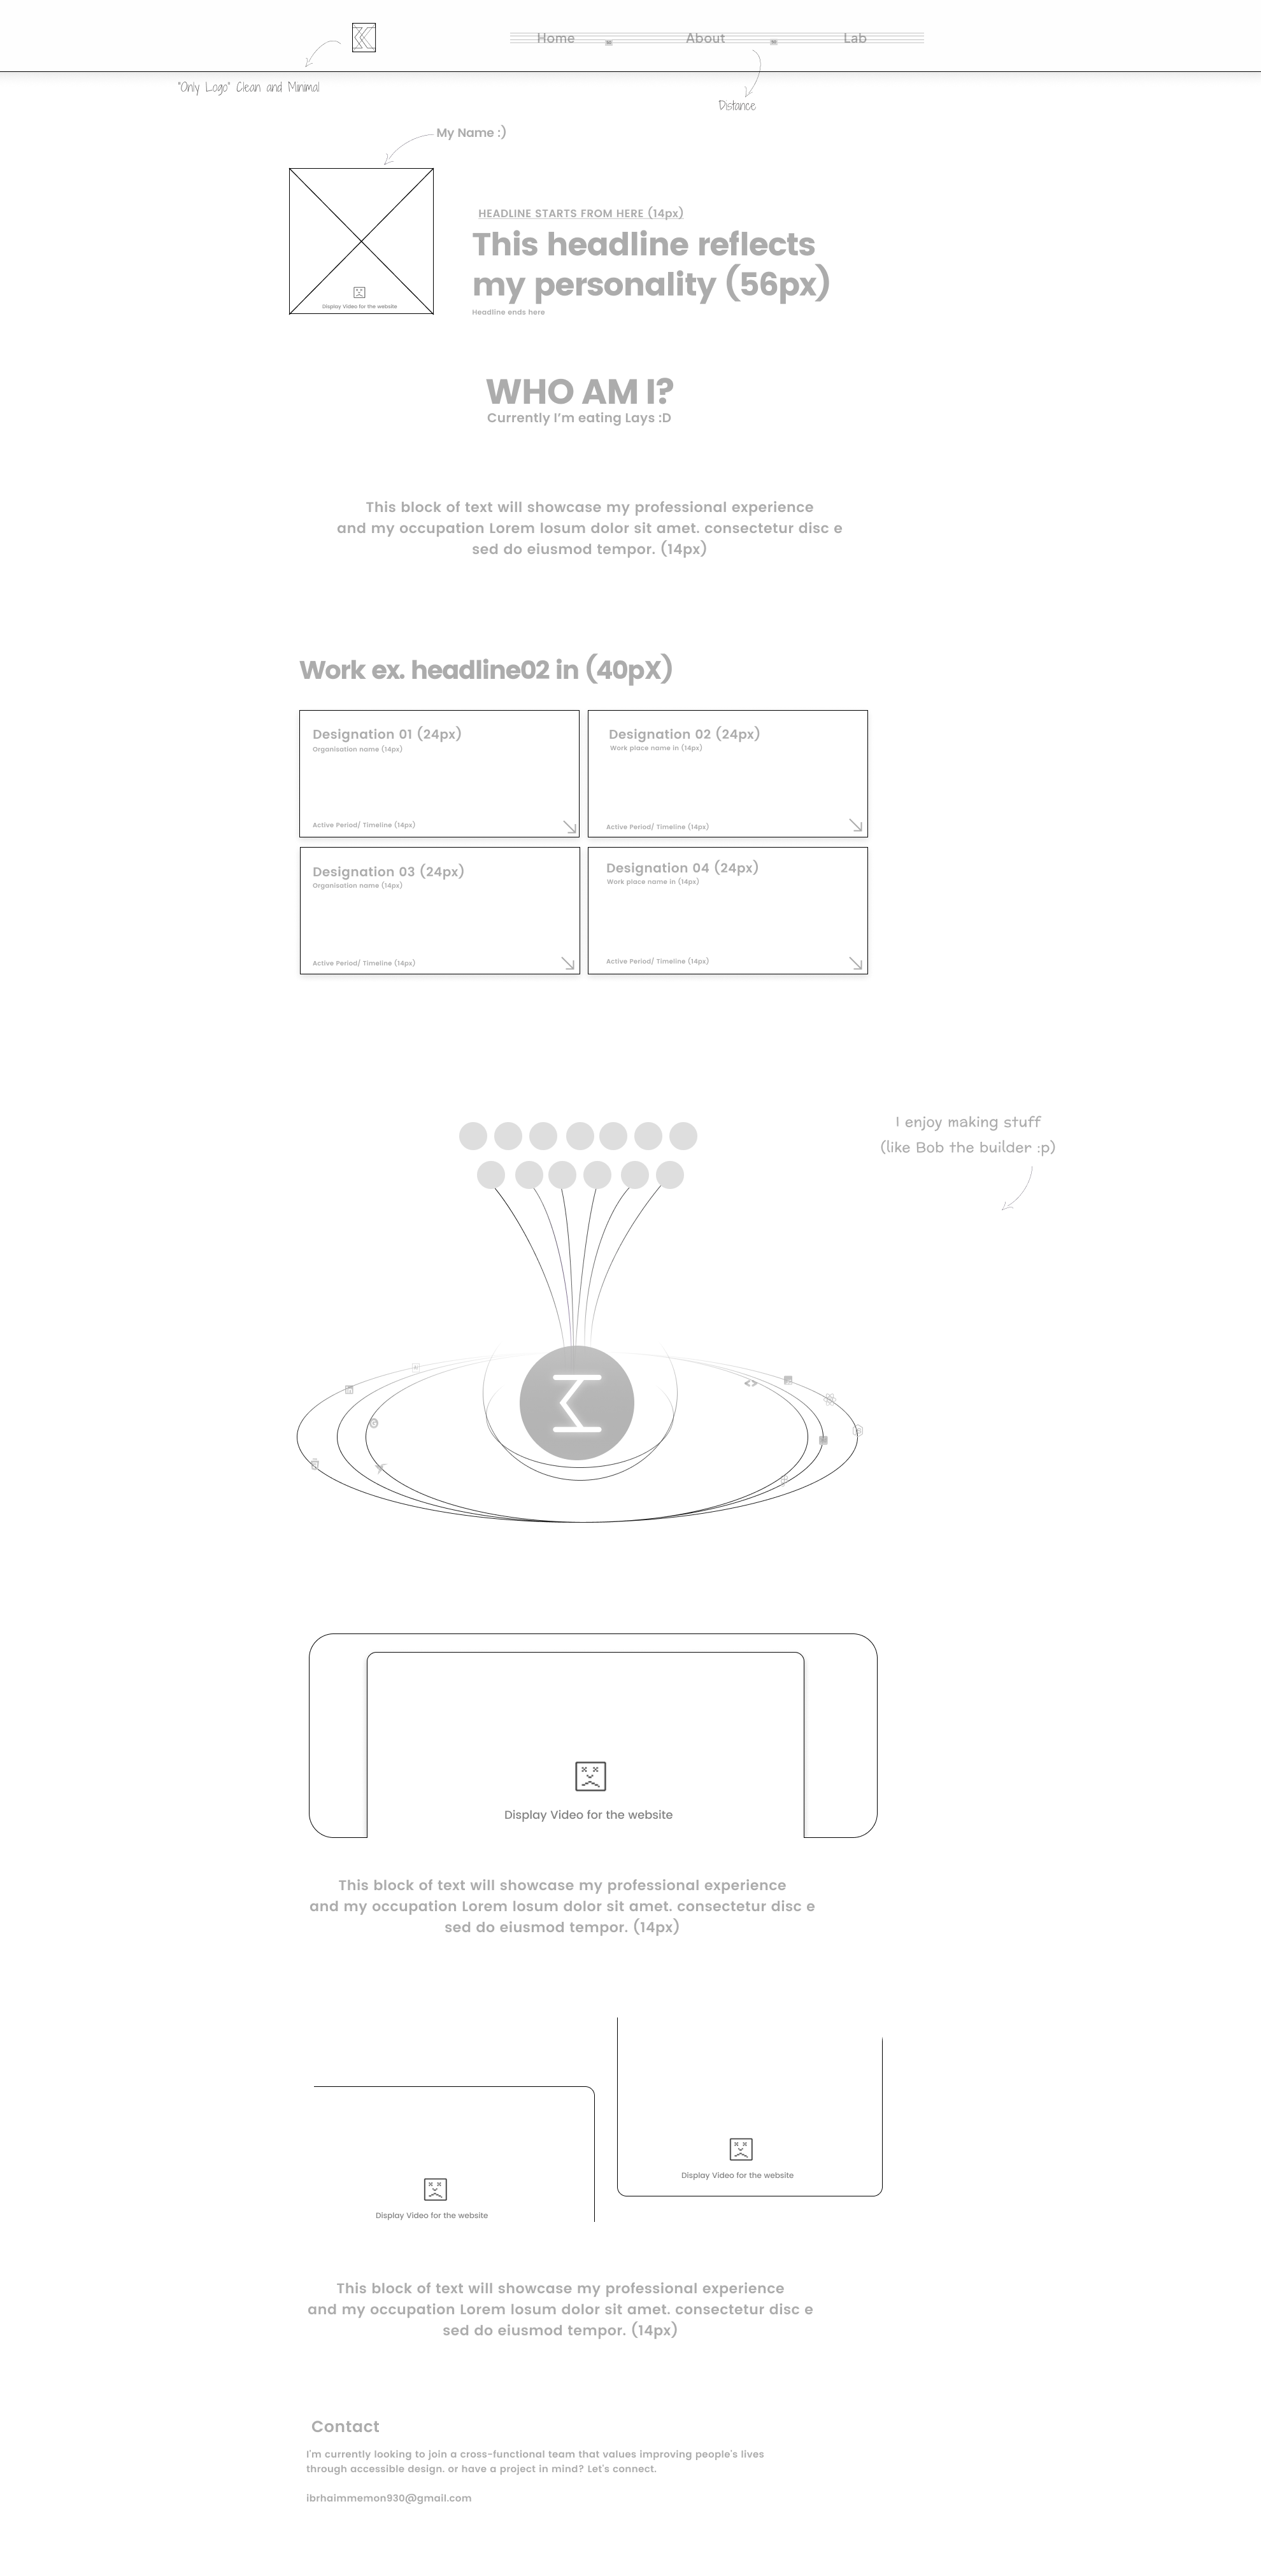 Home
About
Lab
"Only Logo" Clean and Minimal
Distance
My Name :)
Display Video for the website
HEADLINE STARTS FROM HERE (14px)
This headline reflects
my personality (56px)
Headline ends here
WHO AM I?
Currently I'm eating Lays :D
This block of text will showcase my professional experience
and my occupation Lorem Iosum dolor sit amet. consectetur disc e
sed do eiusmod tempor. (14px)
Work ex. headline02 in (40pX)
Designation 01 (24px)
Organisation name (14px)
Active Period/ Timeline (14px)
Designation 02 (24px)
Work place name in (14px)
Active Period/ Timeline (14px)
Designation 03 (24px)
Organisation name (14px)
Active Period/ Timeline (14px)
Designation 04 (24px)
Work place name in (14px)
Active Period/ Timeline (14px)
I enjoy making stuff
(like Bob the builder :p)
Display Video for the website
This block of text will showcase my professional experience
and my occupation Lorem Iosum dolor sit amet. consectetur disc e
sed do eiusmod tempor. (14px)
Display Video for the website
Display Video for the website
This block of text will showcase my professional experience
and my occupation Lorem Iosum dolor sit amet. consectetur disc e
sed do eiusmod tempor. (14px)
Contact
I'm currently looking to join a cross-functional team that values improving people's lives
through accessible design. or have a project in mind? Let's connect.
ibrhaimmemon930@gmail.com